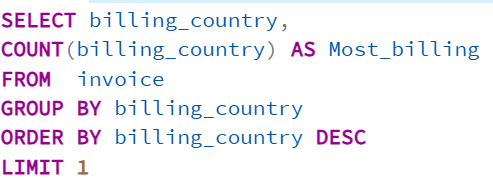 SELECT billing_country,
COUNT(billing_country) AS Most_billing
FROM  invoice
GROUP BY billing_country
ORDER BY billing_country DESC
LIMIT 1